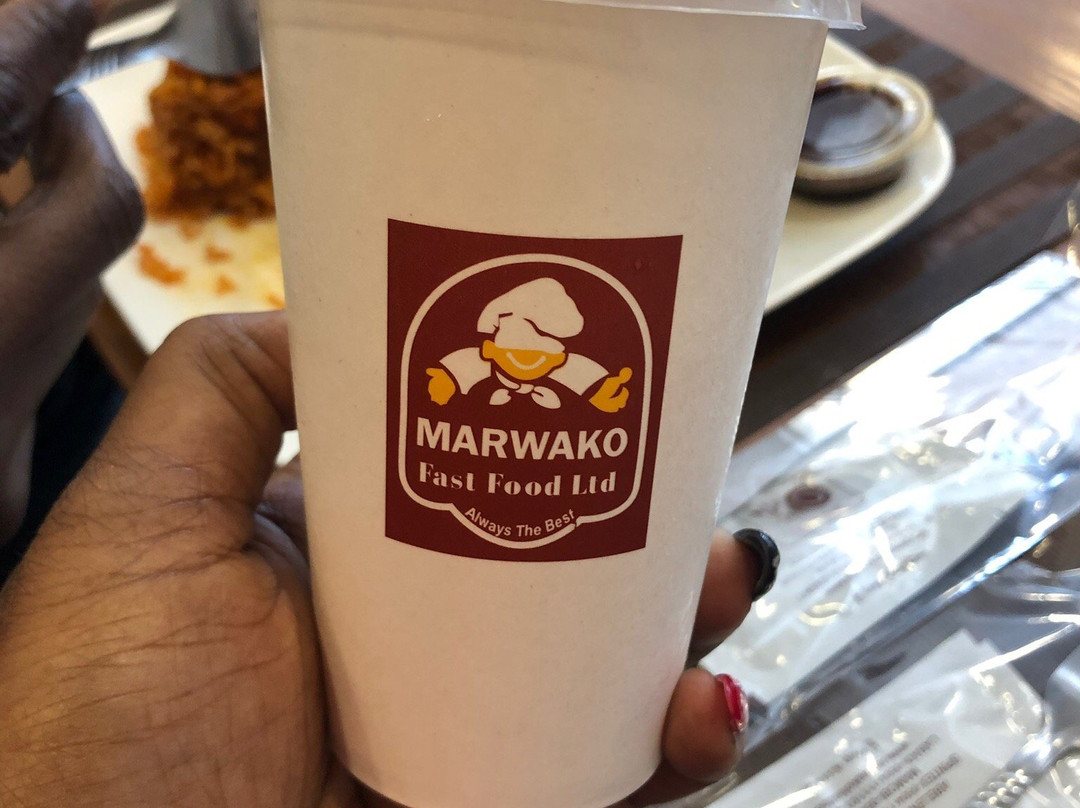 MARWAKO
Fast Food Ltd
Always The Best